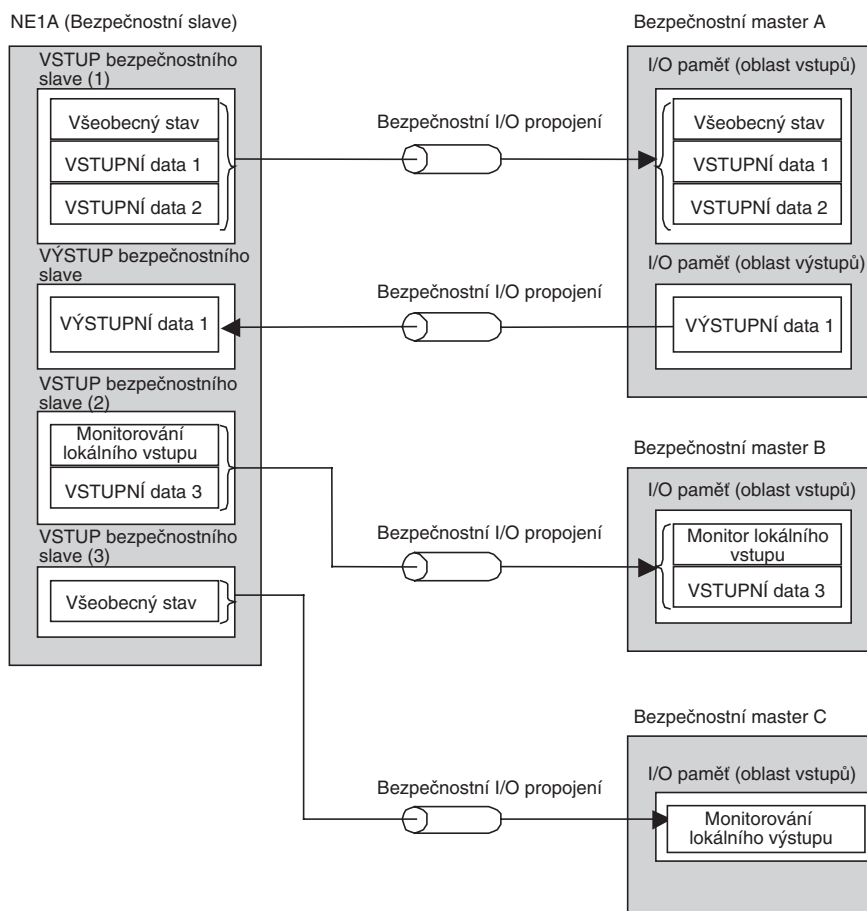 NE1A (Bezpečnostní slave)
VSTUP bezpečnostního
slave (1)
Všeobecný stav
VSTUPNÍ data 1
VSTUPNÍ data 2
VÝSTUP bezpečnostního
slave
VÝSTUPNÍ data 1
VSTUP bezpečnostního
slave (2)
Monitorování
lokálního vstupu
VSTUPNÍ data 3
VSTUP bezpečnostního
slave (3)
Všeobecný stav
Bezpečnostní I/O propojení
Bezpečnostní I/O propojení
Bezpečnostní I/O propojení
Bezpečnostní I/O propojení
Bezpečnostní master A
I/O paměť (oblast vstupů)
Všeobecný stav
VSTUPNÍ data 1
VSTUPNÍ data 2
I/O paměť (oblast výstupů)
VÝSTUPNÍ data 1
Bezpečnostní master B
I/O paměť (oblast vstupů)
Monitor lokálního
vstupu
VSTUPNÍ data 3
Bezpečnostní master C
I/O paměť (oblast vstupů)
Monitorování
lokálního výstupu